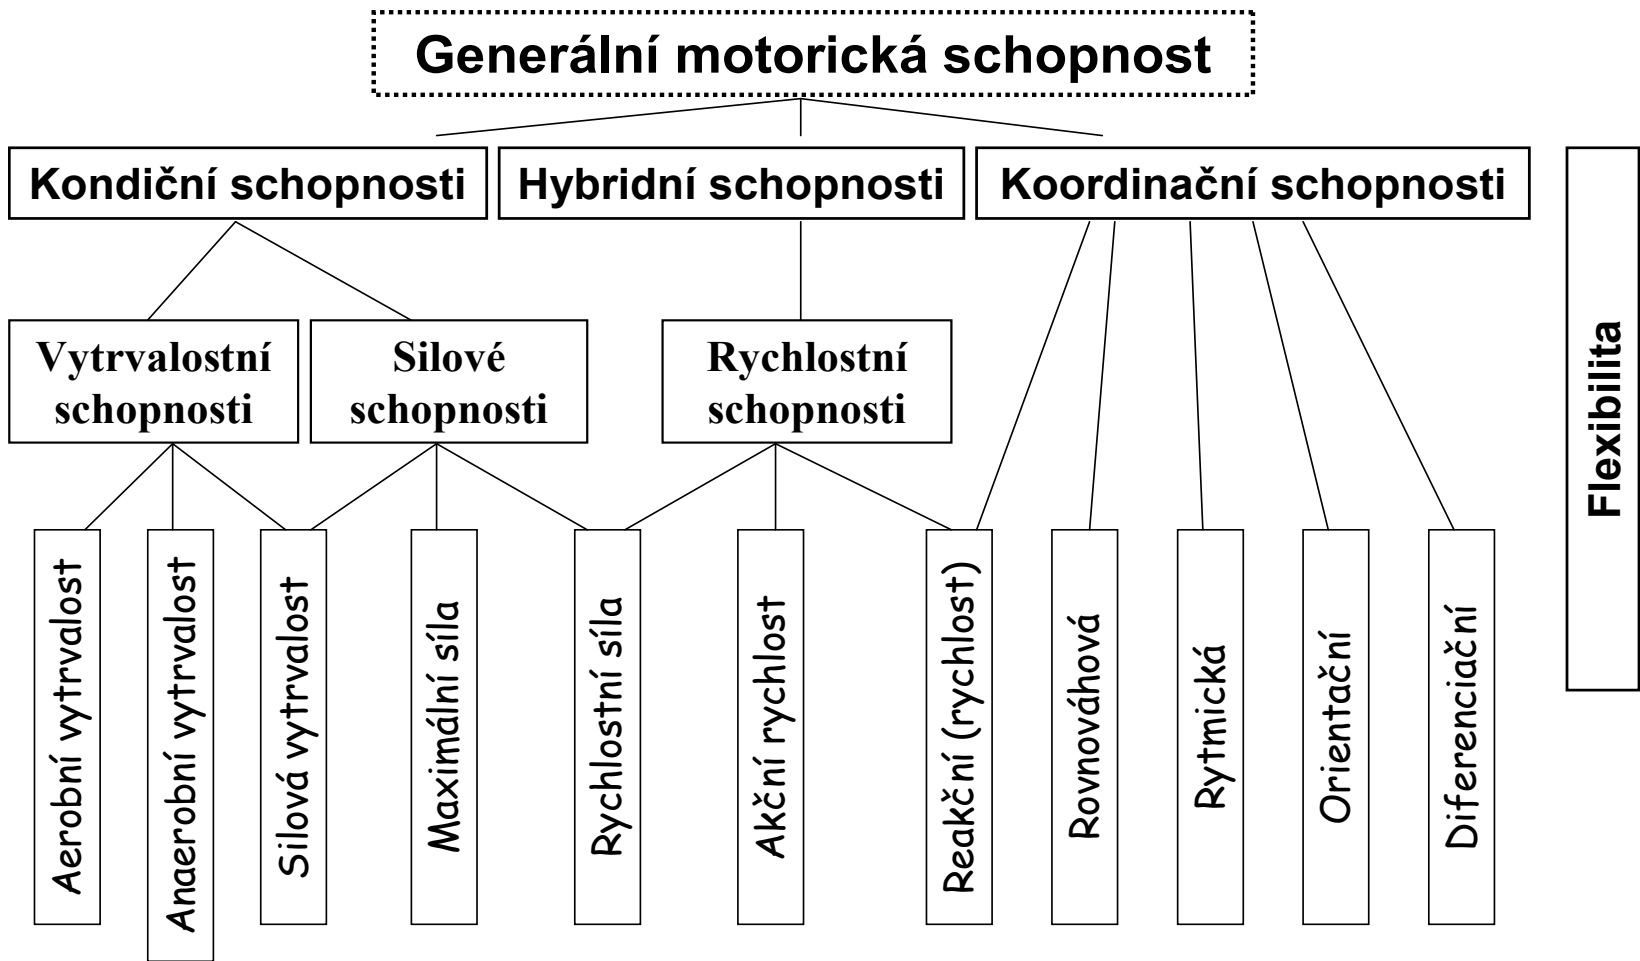 Generální motorická schopnost
Kondiční schopnosti
Hybridní schopnosti
Koordinační schopnosti
Flexibilita
Vytrvalostní
schopnosti
Silové
schopnosti
Rychlostní
schopnosti
Aerobní vytrvalost
Anaerobní vytrvalost
Silová vytrvalost
Maximální síla
Rychlostní síla
Akční rychlost
Reakční (rychlost)
Rovnováhová
Rytmická
Orientační
Diferenciační